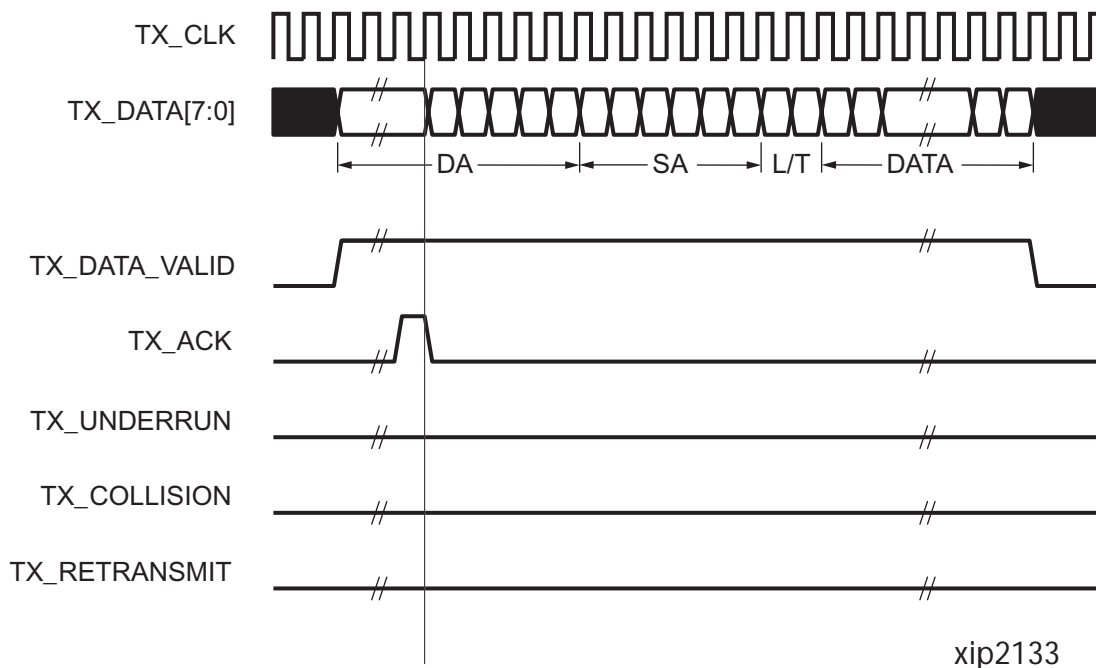 TX_CLK
TX_DATA[7:0]
DA
SA
L/T
DATA
TX_DATA_VALID
TX_ACK
TX_UNDERRUN
TX_COLLISION
TX_RETRANSMIT
xip2133